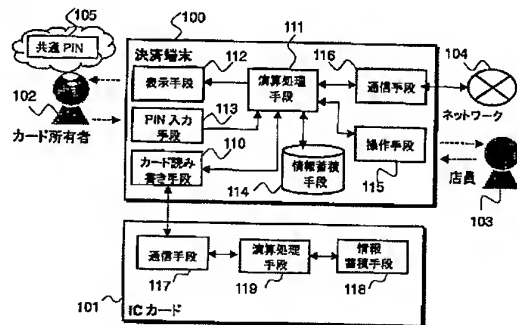 105
共通 PIN
102
カード所有者
100
決済端末
111
112
表示手段
演算処理
手段
116
通信手段
104
ネットワーク
113
PIN 入力
手段
110
カード読み
書き手段
114
情報蓄積
手段
操作手段
115
店員
103
通信手段
117
演算処理
手段
119
情報
蓄積手段
118
101
IC カード